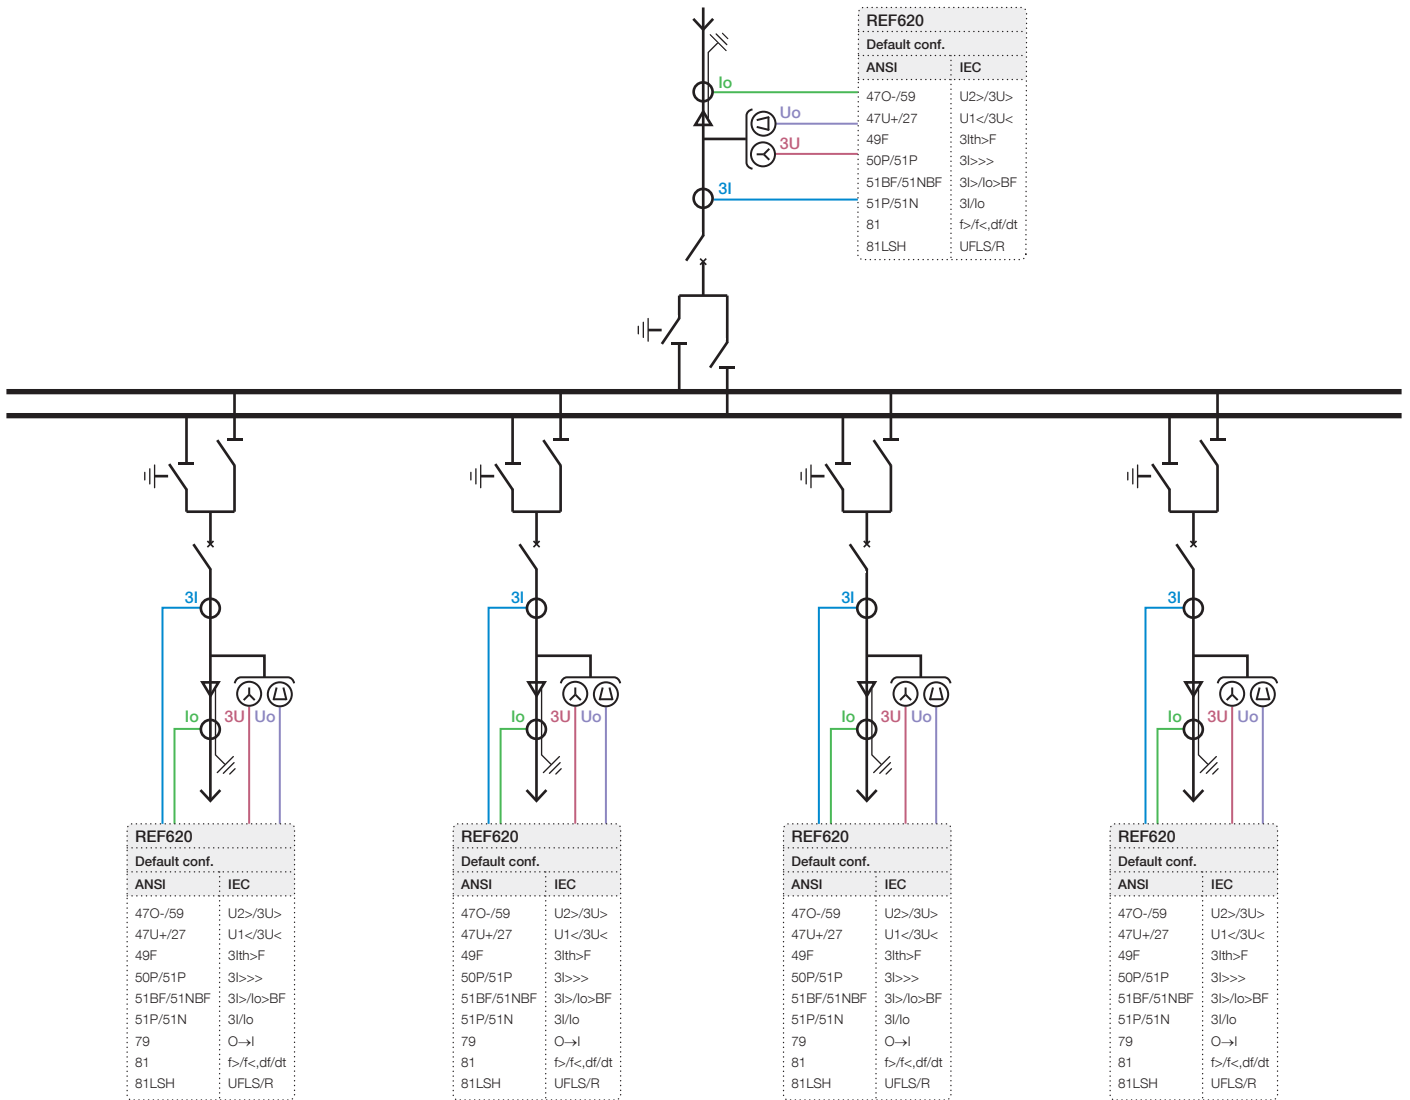 REF620
Default conf.
ANSI IEC
47O-/59 U2>/3U>
47U+/27 U1</3U<
49F 3Ith>F
50P/51P 3I>>>
51BF/51NBF 3I>/Io>BF
51P/51N 3I/Io
81 f>/f<,df/dt
81LSH UFLS/R
Io
Uo
3U
3I
3I
Io 3U Uo
3I
Io 3U Uo
3I
Io 3U Uo
3I
Io 3U Uo
REF620
Default conf.
ANSI IEC
47O-/59 U2>/3U>
47U+/27 U1</3U<
49F 3Ith>F
50P/51P 3I>>>
51BF/51NBF 3I>/Io>BF
51P/51N 3I/Io
79 O→I
81 f>/f<,df/dt
81LSH UFLS/R
REF620
Default conf.
ANSI IEC
47O-/59 U2>/3U>
47U+/27 U1</3U<
49F 3Ith>F
50P/51P 3I>>>
51BF/51NBF 3I>/Io>BF
51P/51N 3I/Io
79 O→I
81 f>/f<,df/dt
81LSH UFLS/R
REF620
Default conf.
ANSI IEC
47O-/59 U2>/3U>
47U+/27 U1</3U<
49F 3Ith>F
50P/51P 3I>>>
51BF/51NBF 3I>/Io>BF
51P/51N 3I/Io
79 O→I
81 f>/f<,df/dt
81LSH UFLS/R
REF620
Default conf.
ANSI IEC
47O-/59 U2>/3U>
47U+/27 U1</3U<
49F 3Ith>F
50P/51P 3I>>>
51BF/51NBF 3I>/Io>BF
51P/51N 3I/Io
79 O→I
81 f>/f<,df/dt
81LSH UFLS/R